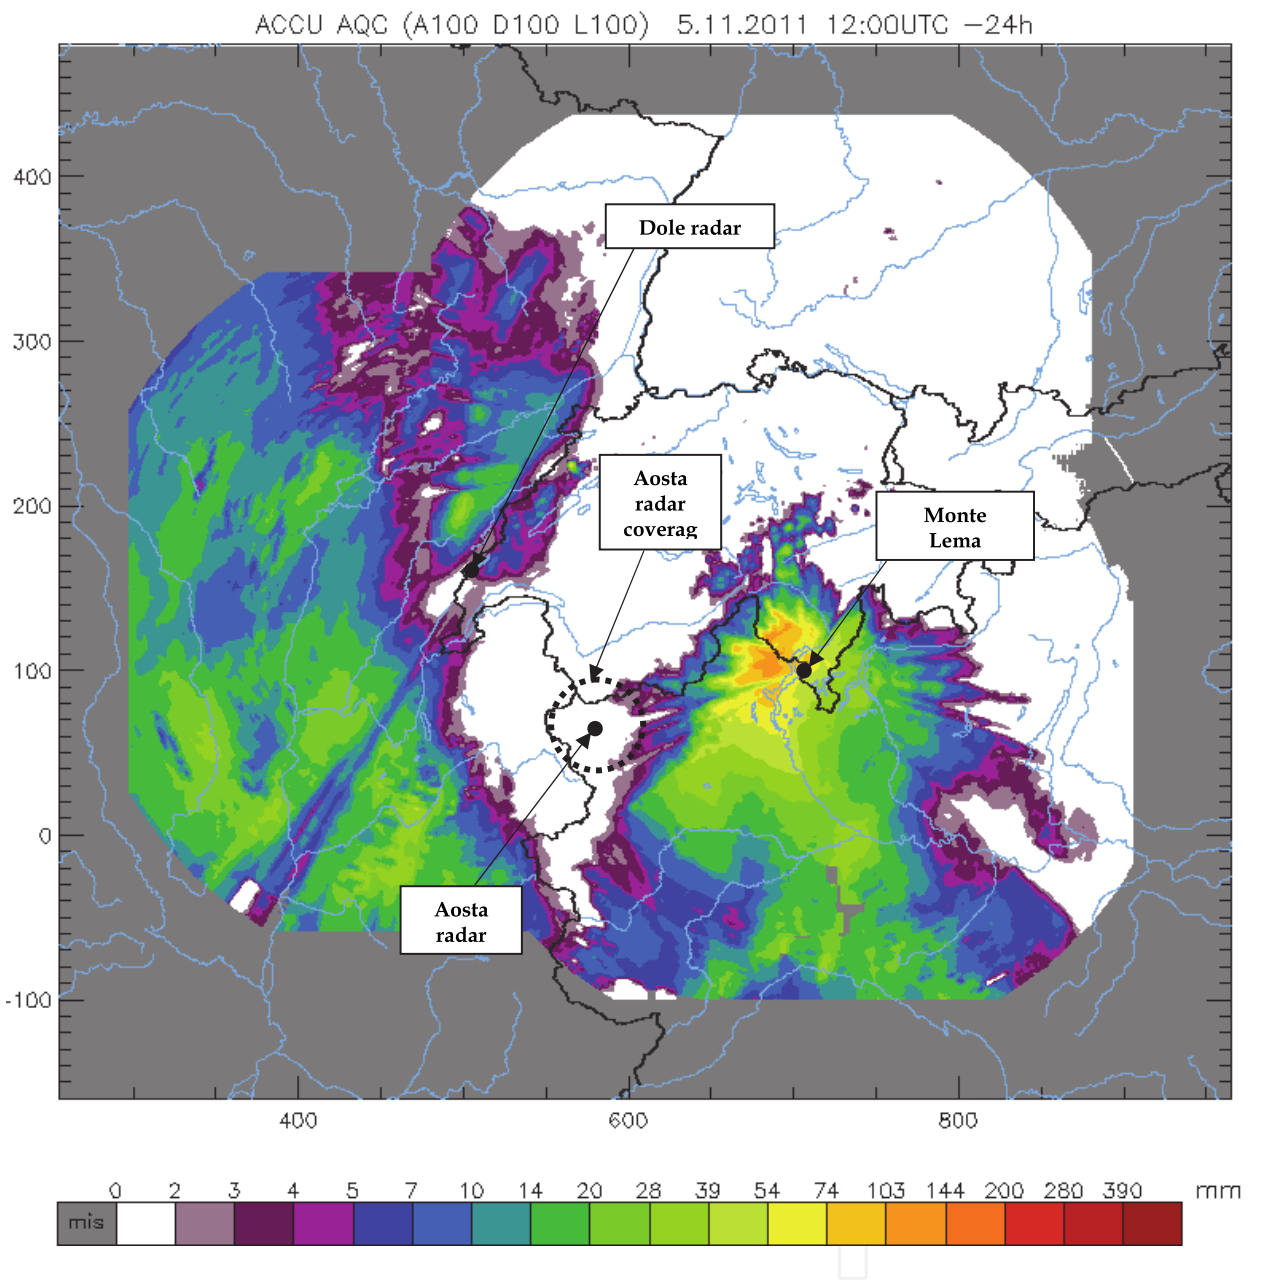 ACCU AQC (A100 D100 L100) 5.11.2011 12:00UTC −24h
400
Dole radar
300
Aosta
radar
coverag
200
Monte
Lema
100
0
Aosta
radar
-100
400 600 800
0 2 3 4 5 7 10 14 20 28 39 54 74 103 144 200 280 390 mm
mis